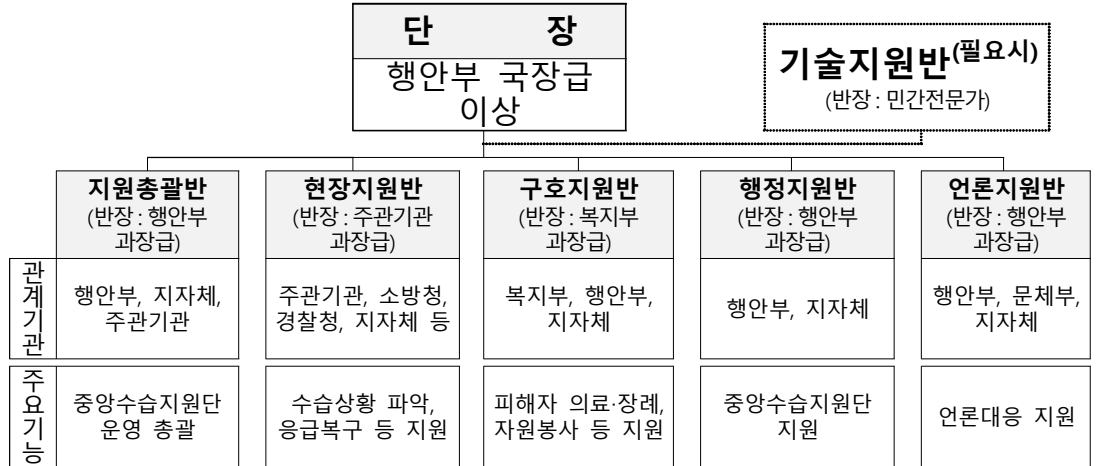 단 장
행안부 국장급
이상
기술지원반(필요시)
(반장 : 민간전문가)
지원총괄반
(반장 : 행안부
과장급)
현장지원반
(반장 : 주관기관
과장급)
구호지원반
(반장 : 복지부
과장급)
행정지원반
(반장 : 행안부
과장급)
언론지원반
(반장 : 행안부
과장급)
관계기관
행안부, 지자체,
주관기관
주관기관, 소방청,
경찰청, 지자체 등
복지부, 행안부,
지자체
행안부, 지자체
행안부, 문체부,
지자체
주요기능
중앙수습지원단
운영 총괄
수습상황 파악,
응급복구 등 지원
피해자 의료·장례,
자원봉사 등 지원
중앙수습지원단
지원
언론대응 지원